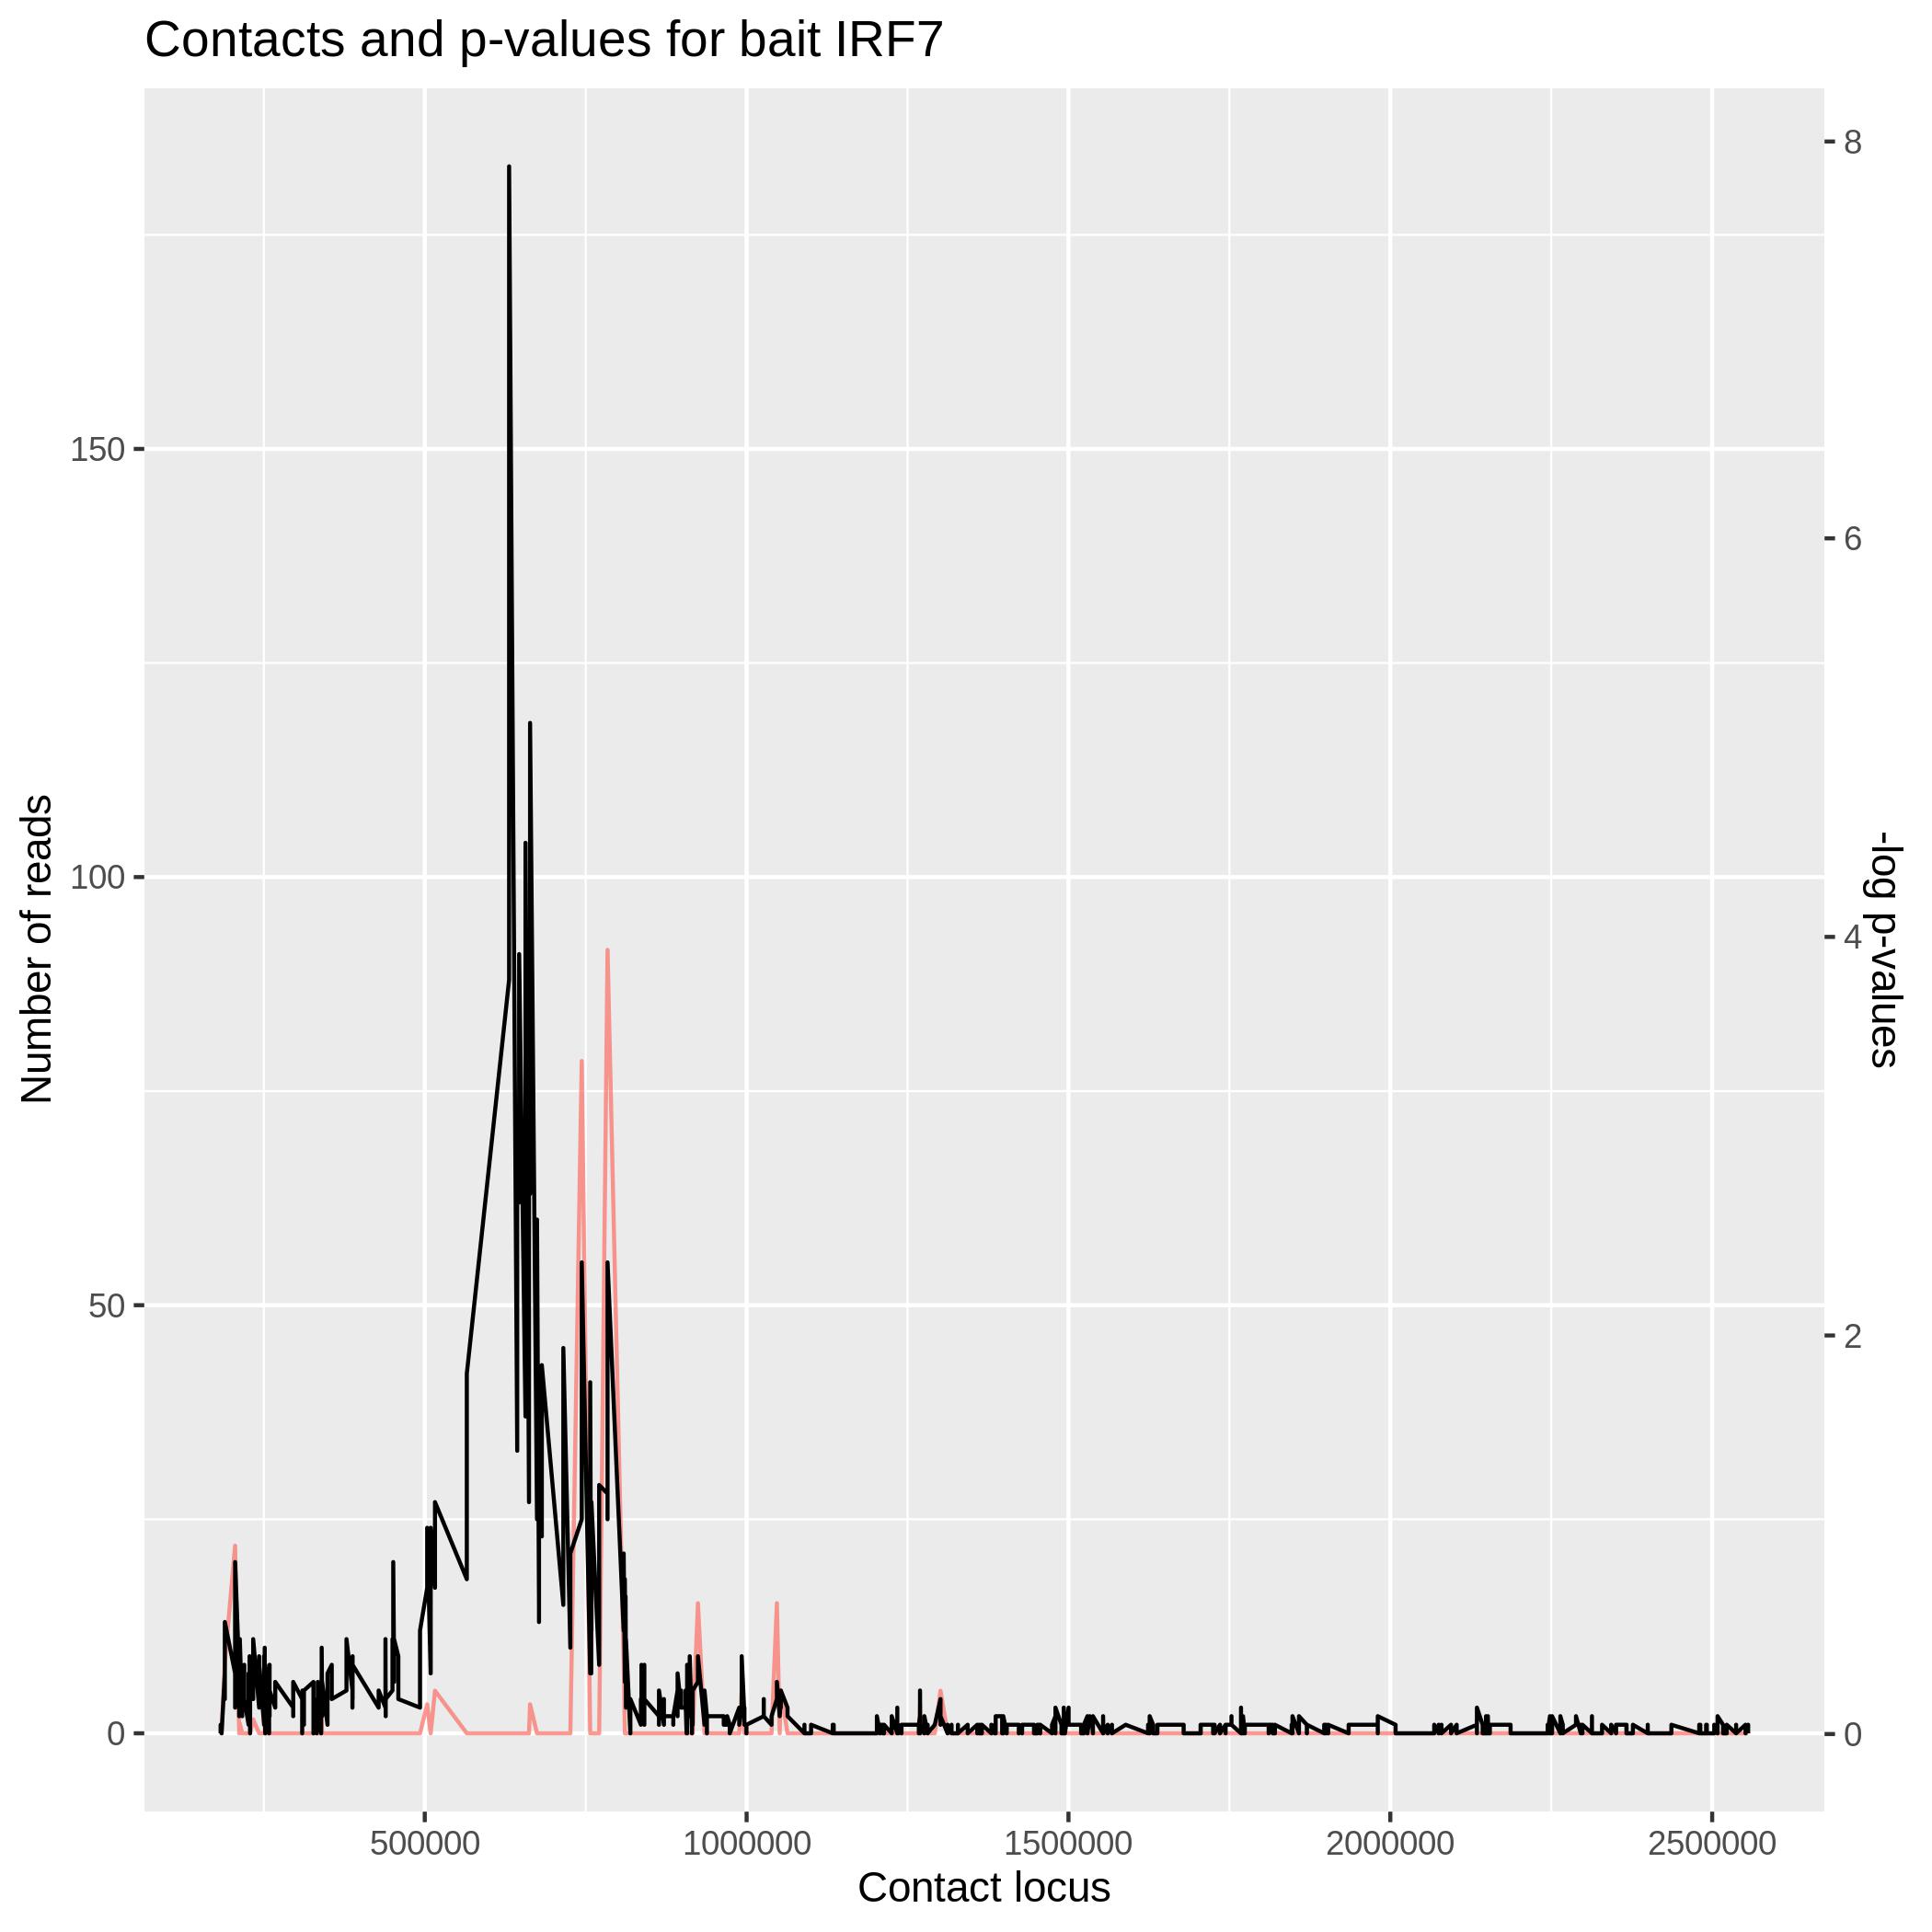 Contacts and p-values for bait IRF7
150
100
50
0
Number of reads
8
6
4
2
0
-log p-values
500000 1000000 1500000 2000000 2500000
Contact locus